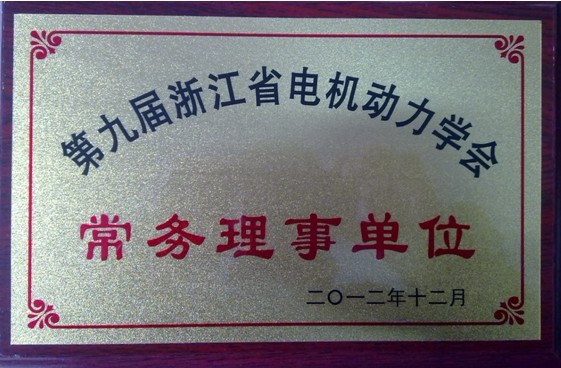 第九届浙江省电机动力学会
常务理事单位
二〇一二年十二月